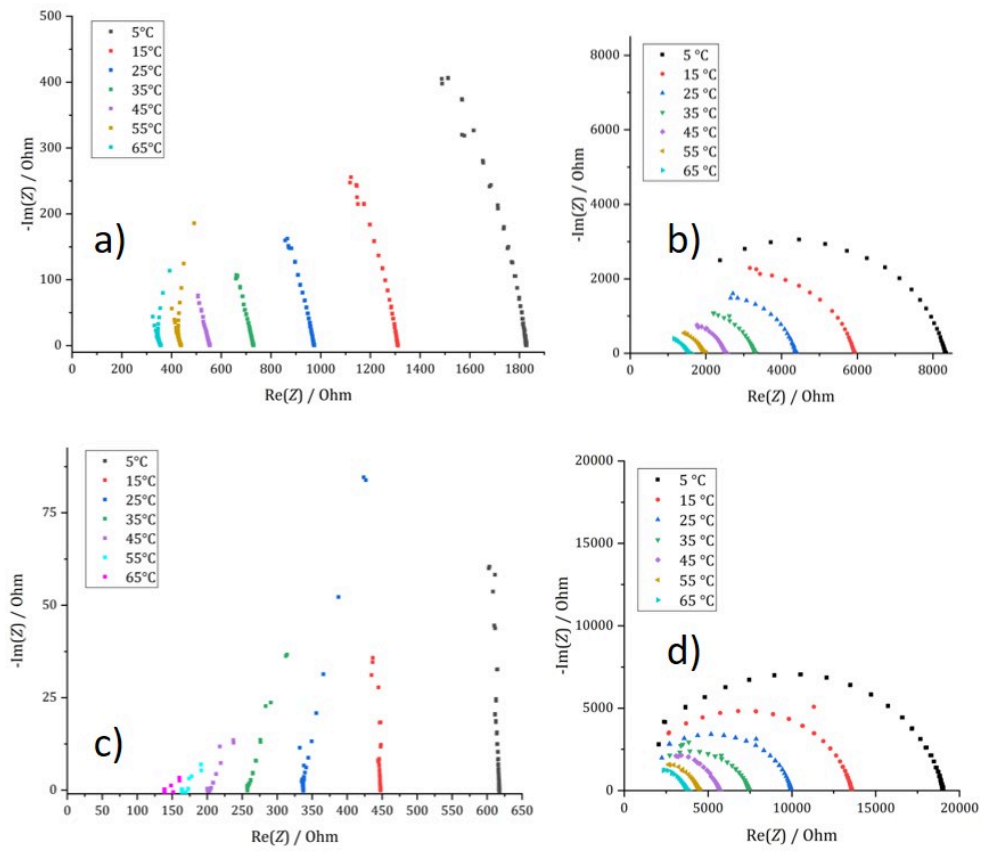 500
400
300
200
100
0
-Im(Z) / Ohm
5°C
15°C
25°C
35°C
45°C
55°C
65°C
a)
0 200 400 600 800 1000 1200 1400 1600 1800
Re(Z) / Ohm
8000
6000
4000
2000
0
-Im(Z) / Ohm
5 °C
15 °C
25 °C
35 °C
45 °C
55 °C
65 °C
b)
0 2000 4000 6000 8000
Re(Z) / Ohm
75
50
25
0
-Im(Z) / Ohm
5°C
15°C
25°C
35°C
45°C
55°C
65°C
c)
0 50 100 150 200 250 300 350 400 450 500 550 600 650
Re(Z) / Ohm
20000
15000
10000
5000
0
-Im(Z) / Ohm
5 °C
15 °C
25 °C
35 °C
45 °C
55 °C
65 °C
d)
0 5000 10000 15000 20000
Re(Z) / Ohm